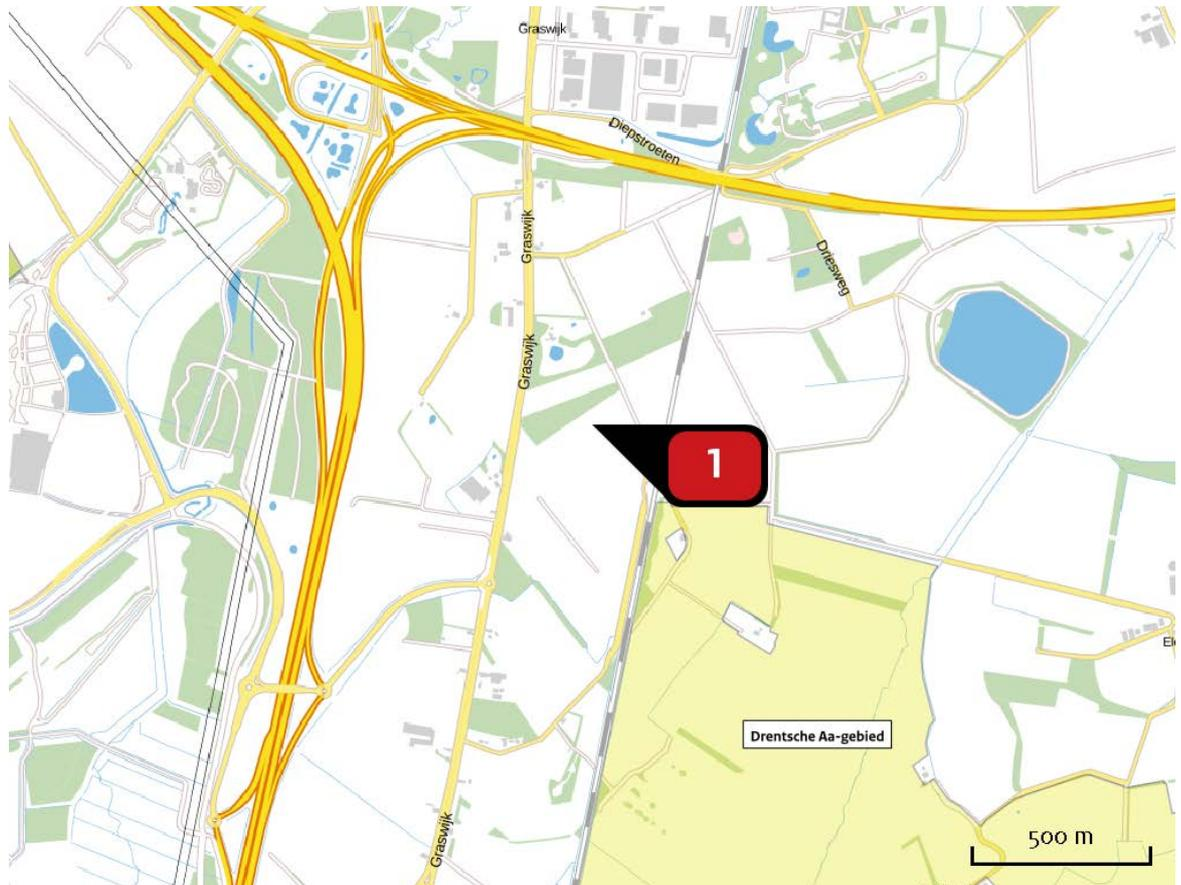 Graswijk
Diepstroeten
Graswijk
Driesweg
Graswijk
1
Drentsche Aa-gebied
500 m
Graswijk